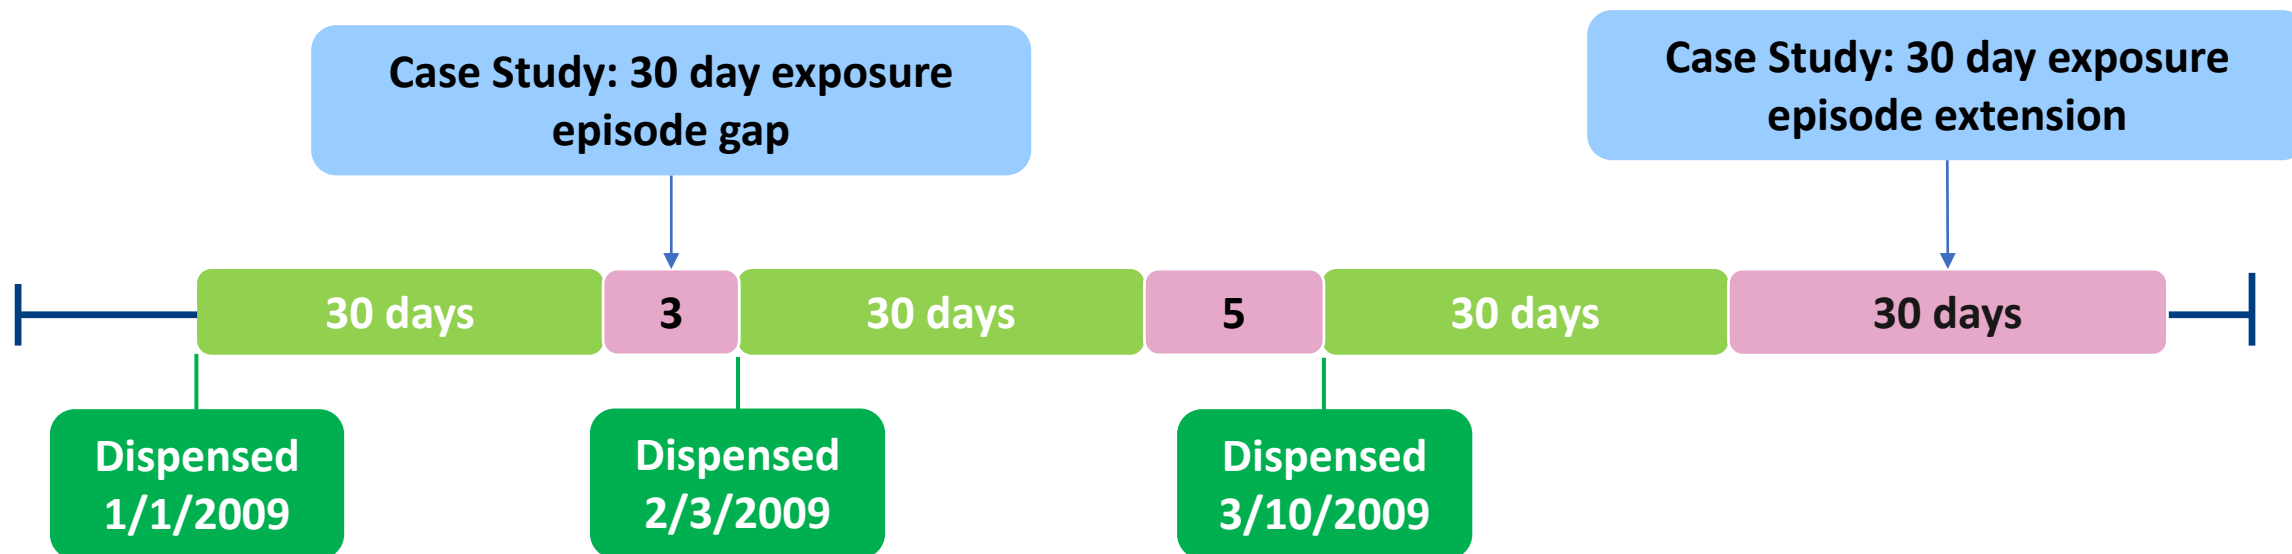 Case Study: 30 day exposure
episode gap
Case Study: 30 day exposure
episode extension
30 days
3
30 days
5
30 days
30 days
Dispensed
1/1/2009
Dispensed
2/3/2009
Dispensed
3/10/2009